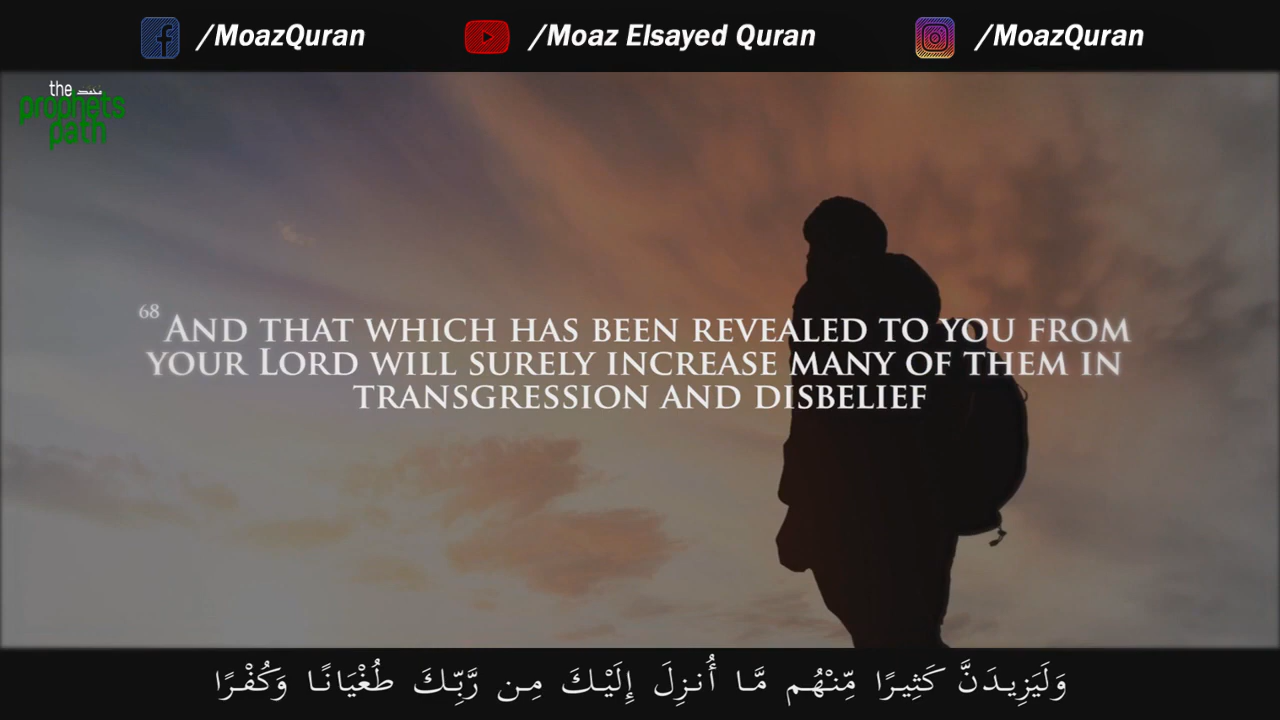 /MoazQuran
/Moaz Elsayed Quran
/MoazQuran
the محمد
prophets
path
68 And that which has been revealed to you from
your Lord will surely increase many of them in
transgression and disbelief
وَلَيَزِيدَنَّ كَثِيرًا مِّنْهُم مَّا أُنزِلَ إِلَيْكَ مِن رَّبِّكَ طُغْيَانًا وَكُفْرًا